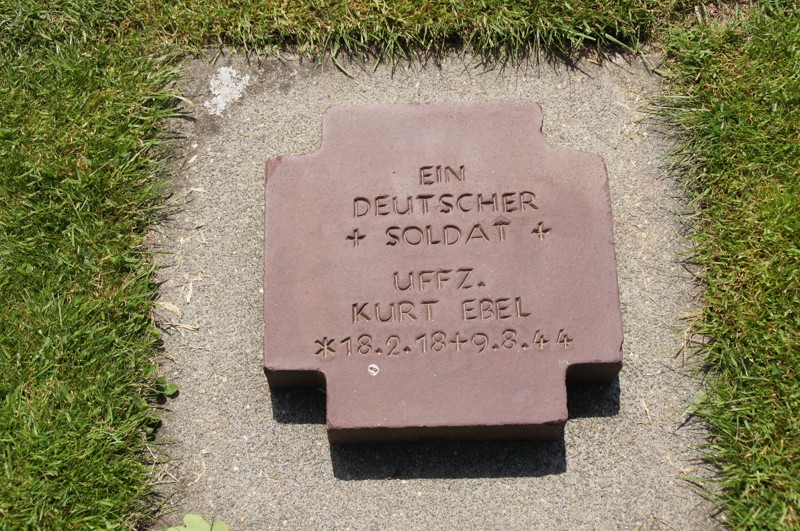 EIN
DEUTSCHER
+ SOLDAT +
UFFZ.
KURT EBEL
*18.2.18+9.8.44